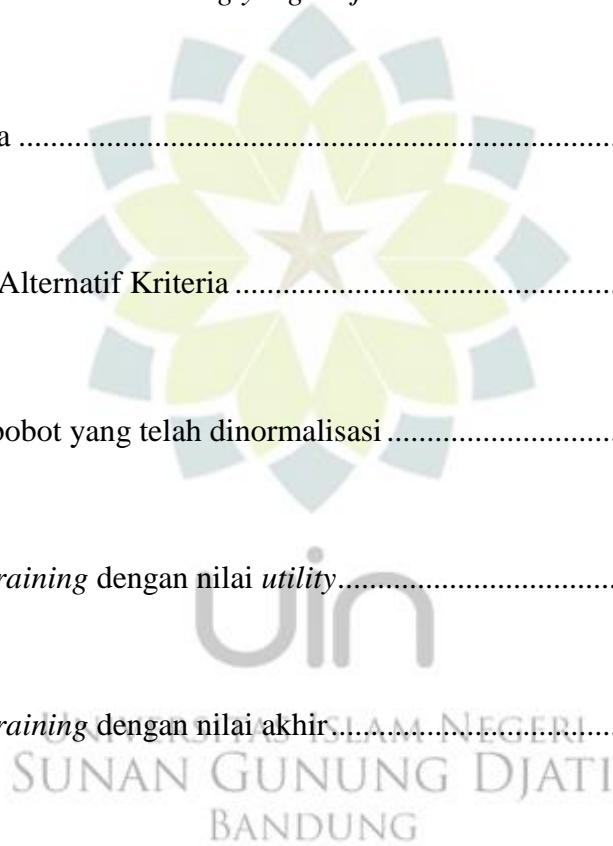 a ....................................................................................
Alternatif Kriteria ................................................
bobot yang telah dinormalisasi .............................
raining dengan nilai utility...................................
raining dengan nilai akhir....................................
uin
UNIVERSITAS ISLAM NEGERI
SUNAN GUNUNG DJATI
BANDUNG